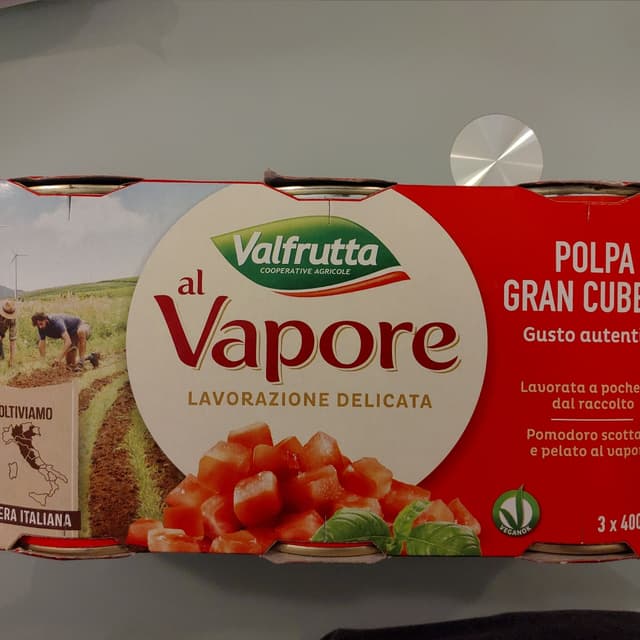 Valfrutta
COOPERATIVE AGRICOLE
al
Vapore
LAVORAZIONE DELICATA
OLTIVIAMO
ERA ITALIANA
POLPA
GRAN CUBE
Gusto autenti
Lavorata a poche
dal raccolto
Pomodoro scotta
e pelato al vapo
VEGANOK
3 x 400